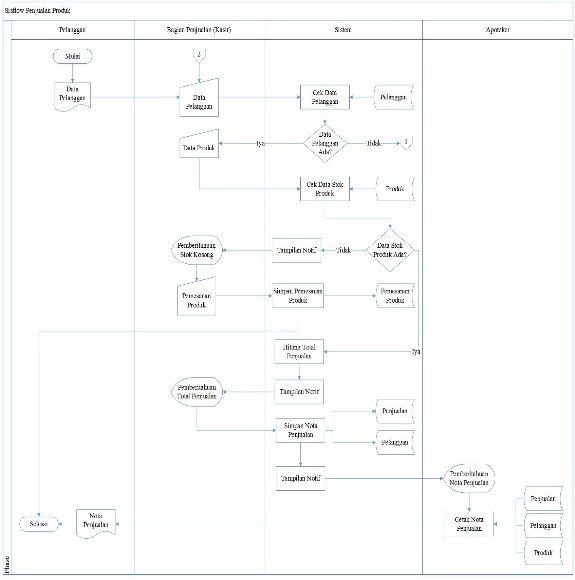 Sisflow Penjualan Produk
Pelanggan
Bagian Penjualan (Kasir)
Sistem
Apoteker
Mulai
2
Data
Pelanggan
Data
Pelanggan
Cek Data
Pelanggan
Pelanggan
Data Produk
Iya
Data
Pelanggan
Ada?
Tidak
1
Cek Data Stok
Produk
Produk
Pemberitahuan
Stok Kosong
Tampilan Notif
Tidak
Data Stok
Produk Ada?
Pemesanan
Produk
Simpan Pemesanan
Produk
Pemesanan
Produk
Hitung Total
Penjualan
Iya
Pemberitahuan
Total Penjualan
Tampilan Notif
Simpan Nota
Penjualan
Penjualan
Pelanggan
Tampilan Notif
Pemberitahuan
Nota Penjualan
Selesai
Nota
Penjualan
Cetak Nota
Penjualan
Penjualan
Pelanggan
Produk
Phase